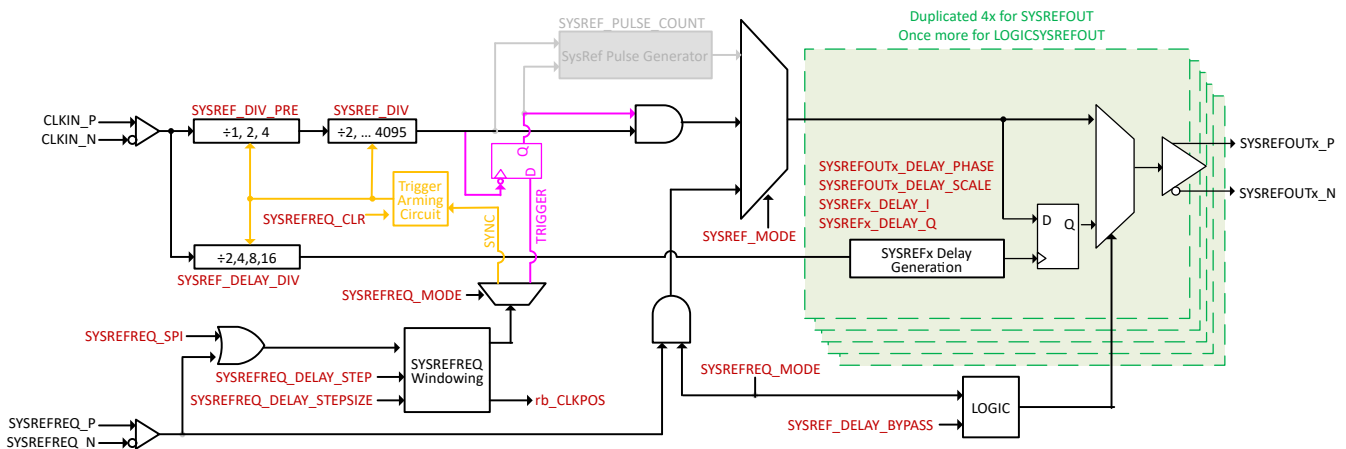 Duplicated 4x for SYSREFOUT
Once more for LOGICSYSREFOUT
SYSREF_PULSE_COUNT
SysRef Pulse Generator
SYSREF_DIV_PRE
SYSREF_DIV
CLKIN_P
CLKIN_N
÷1, 2, 4
÷2, ... 4095
Q
D
Trigger
Arming
Circuit
SYSREFREQ_CLR
SYNC
TRIGGER
SYSREF_MODE
SYSREFOUTx_P
SYSREFOUTx_N
SYSREFOUTx_DELAY_PHASE
SYSREFOUTx_DELAY_SCALE
SYSREFx_DELAY_I
SYSREFx_DELAY_Q
D
Q
SYSREFx Delay
Generation
÷2,4,8,16
SYSREF_DELAY_DIV
SYSREFREQ_MODE
SYSREFREQ_SPI
SYSREFREQ
Windowing
SYSREFREQ_DELAY_STEP
SYSREFREQ_DELAY_STEPSIZE
rb_CLKPOS
SYSREFREQ_MODE
LOGIC
SYSREF_DELAY_BYPASS
SYSREFREQ_P
SYSREFREQ_N